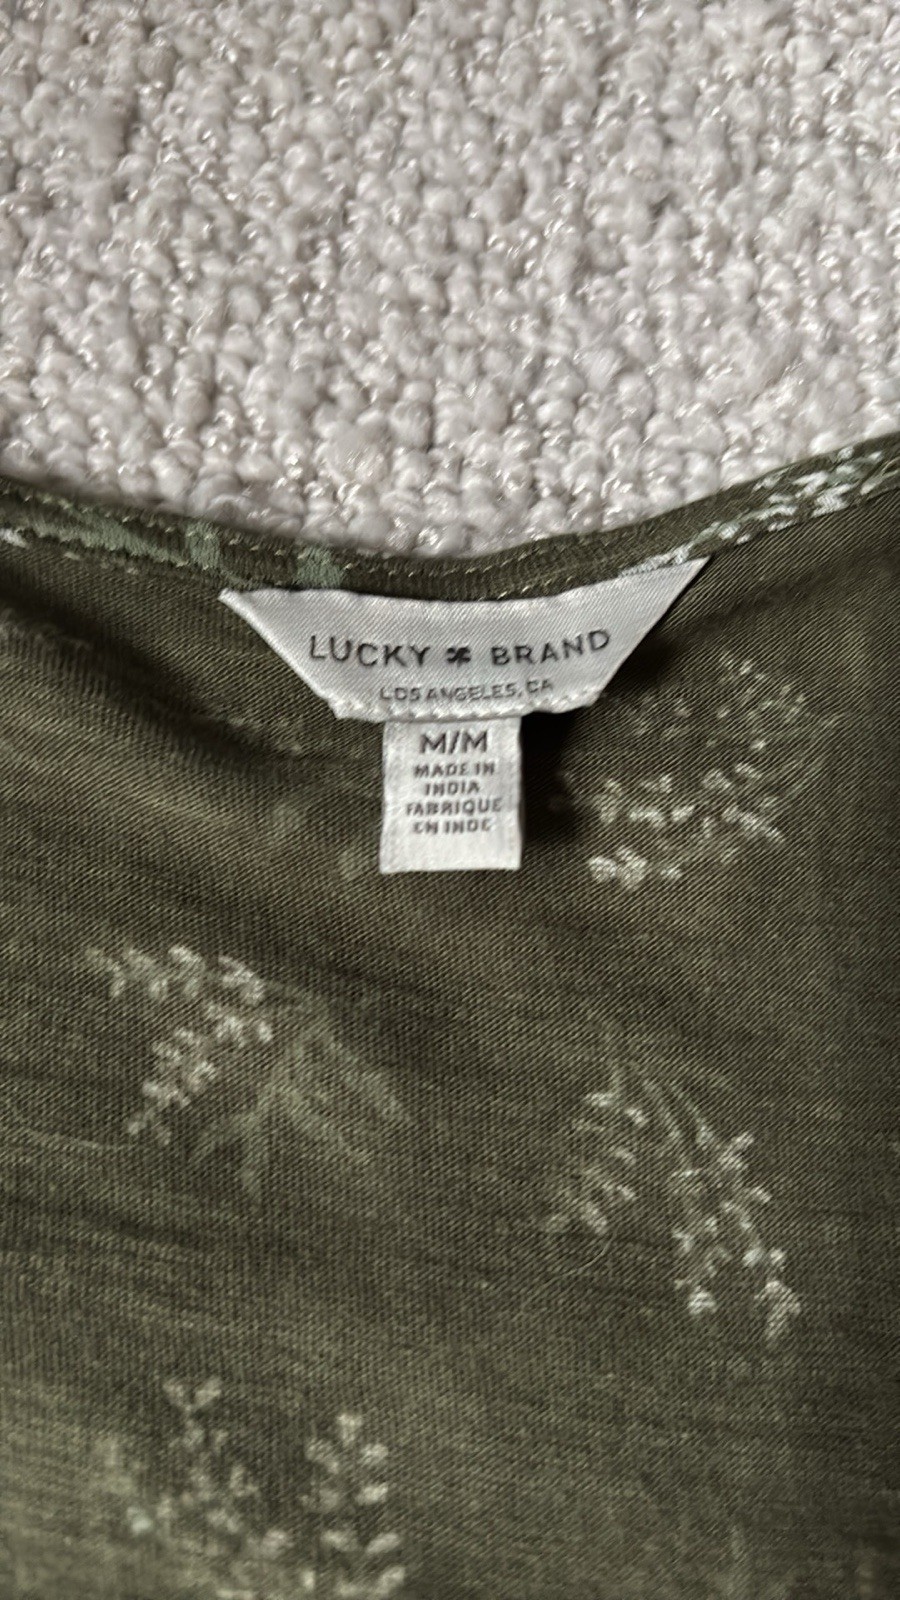 LUCKY BRAND
LOS ANGELES, CA
M/M
MADE IN
INDIA
FABRIQUE
EN INDE